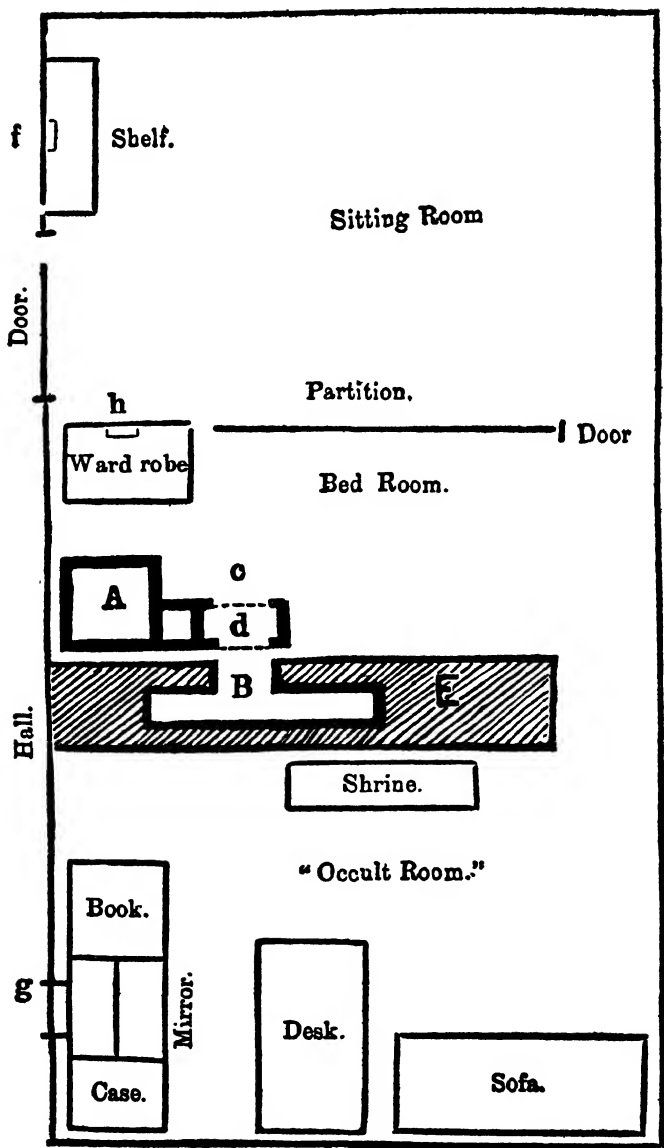 f
Shelf.
Sitting Room
Door.
h
Partition.
Door
Ward robe
Bed Room.
A
c
d
B
E
Hall.
Shrine.
"Occult Room."
Book.
g
Mirror.
Desk.
Case.
Sofa.